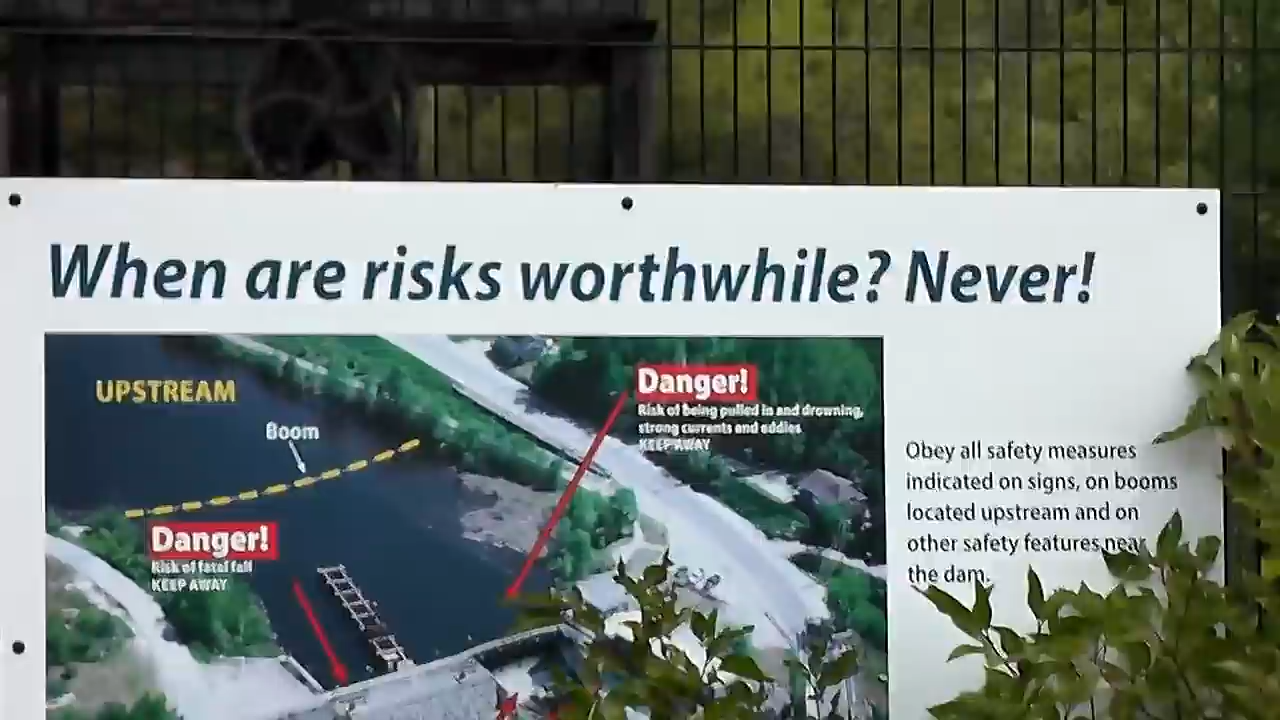 When are risks worthwhile? Never!
UPSTREAM
Boom
Danger!
Risk of being pulled in and drowning,
strong currents and eddies
KEEP AWAY
Danger!
Risk of fatal fall
KEEP AWAY
Obey all safety measures
indicated on signs, on booms
located upstream and on
other safety features near
the dam.